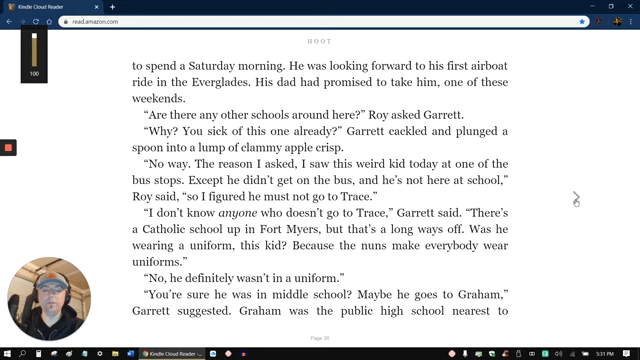 Kindle Cloud Reader
read.amazon.com
100
HOOT
to spend a Saturday morning. He was looking forward to his first airboat
ride in the Everglades. His dad had promised to take him, one of these
weekends.
“Are there any other schools around here?” Roy asked Garrett.
“Why? You sick of this one already?” Garrett cackled and plunged a
spoon into a lump of clammy apple crisp.
“No way. The reason I asked, I saw this weird kid today at one of the
bus stops. Except he didn’t get on the bus, and he’s not here at school,”
Roy said, “so I figured he must not go to Trace.”
“I don’t know anyone who doesn’t go to Trace,” Garrett said. “There’s
a Catholic school up in Fort Myers, but that’s a long ways off. Was he
wearing a uniform, this kid? Because the nuns make everybody wear
uniforms.”
“No, he definitely wasn’t in a uniform.”
“You’re sure he was in middle school? Maybe he goes to Graham,”
Garrett suggested. Graham was the public high school nearest to
Page 38
Kindle Cloud Reader - ...
5:31 PM